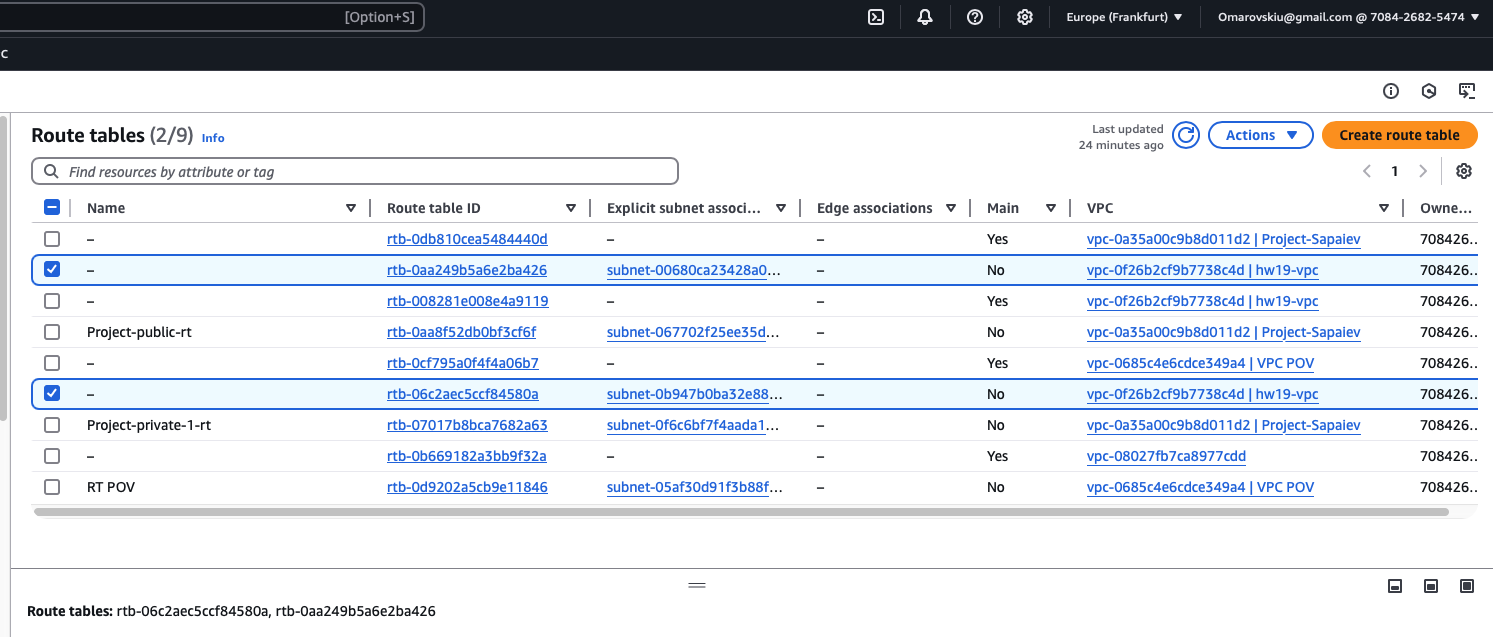 [Option+S]
Europe (Frankfurt) ▼
Omarovskiu@gmail.com @ 7084-2682-5474 ▼
C
Route tables (2/9) Info
Last updated
24 minutes ago
Actions ▼
Create route table
Find resources by attribute or tag
1
Name Route table ID Explicit subnet associ... Edge associations Main VPC Owne...
– rtb-0db810cea5484440d – – Yes vpc-0a35a00c9b8d011d2 | Project-Sapaiev 708426...
– rtb-0aa249b5a6e2ba426 subnet-00680ca23428a0... – No vpc-0f26b2cf9b7738c4d | hw19-vpc 708426...
– rtb-008281e008e4a9119 – – Yes vpc-0f26b2cf9b7738c4d | hw19-vpc 708426...
Project-public-rt rtb-0aa8f52db0bf3cf6f subnet-067702f25ee35d... – No vpc-0a35a00c9b8d011d2 | Project-Sapaiev 708426...
– rtb-0cf795a0f4f4a06b7 – – Yes vpc-0685c4e6cdce349a4 | VPC POV 708426...
– rtb-06c2aec5ccf84580a subnet-0b947b0ba32e88... – No vpc-0f26b2cf9b7738c4d | hw19-vpc 708426...
Project-private-1-rt rtb-07017b8bca7682a63 subnet-0f6c6bf7f4aada1... – No vpc-0a35a00c9b8d011d2 | Project-Sapaiev 708426...
– rtb-0b669182a3bb9f32a – – Yes vpc-08027fb7ca8977cdd 708426...
RT POV rtb-0d9202a5cb9e11846 subnet-05af30d91f3b88f... – No vpc-0685c4e6cdce349a4 | VPC POV 708426...
Route tables: rtb-06c2aec5ccf84580a, rtb-0aa249b5a6e2ba426